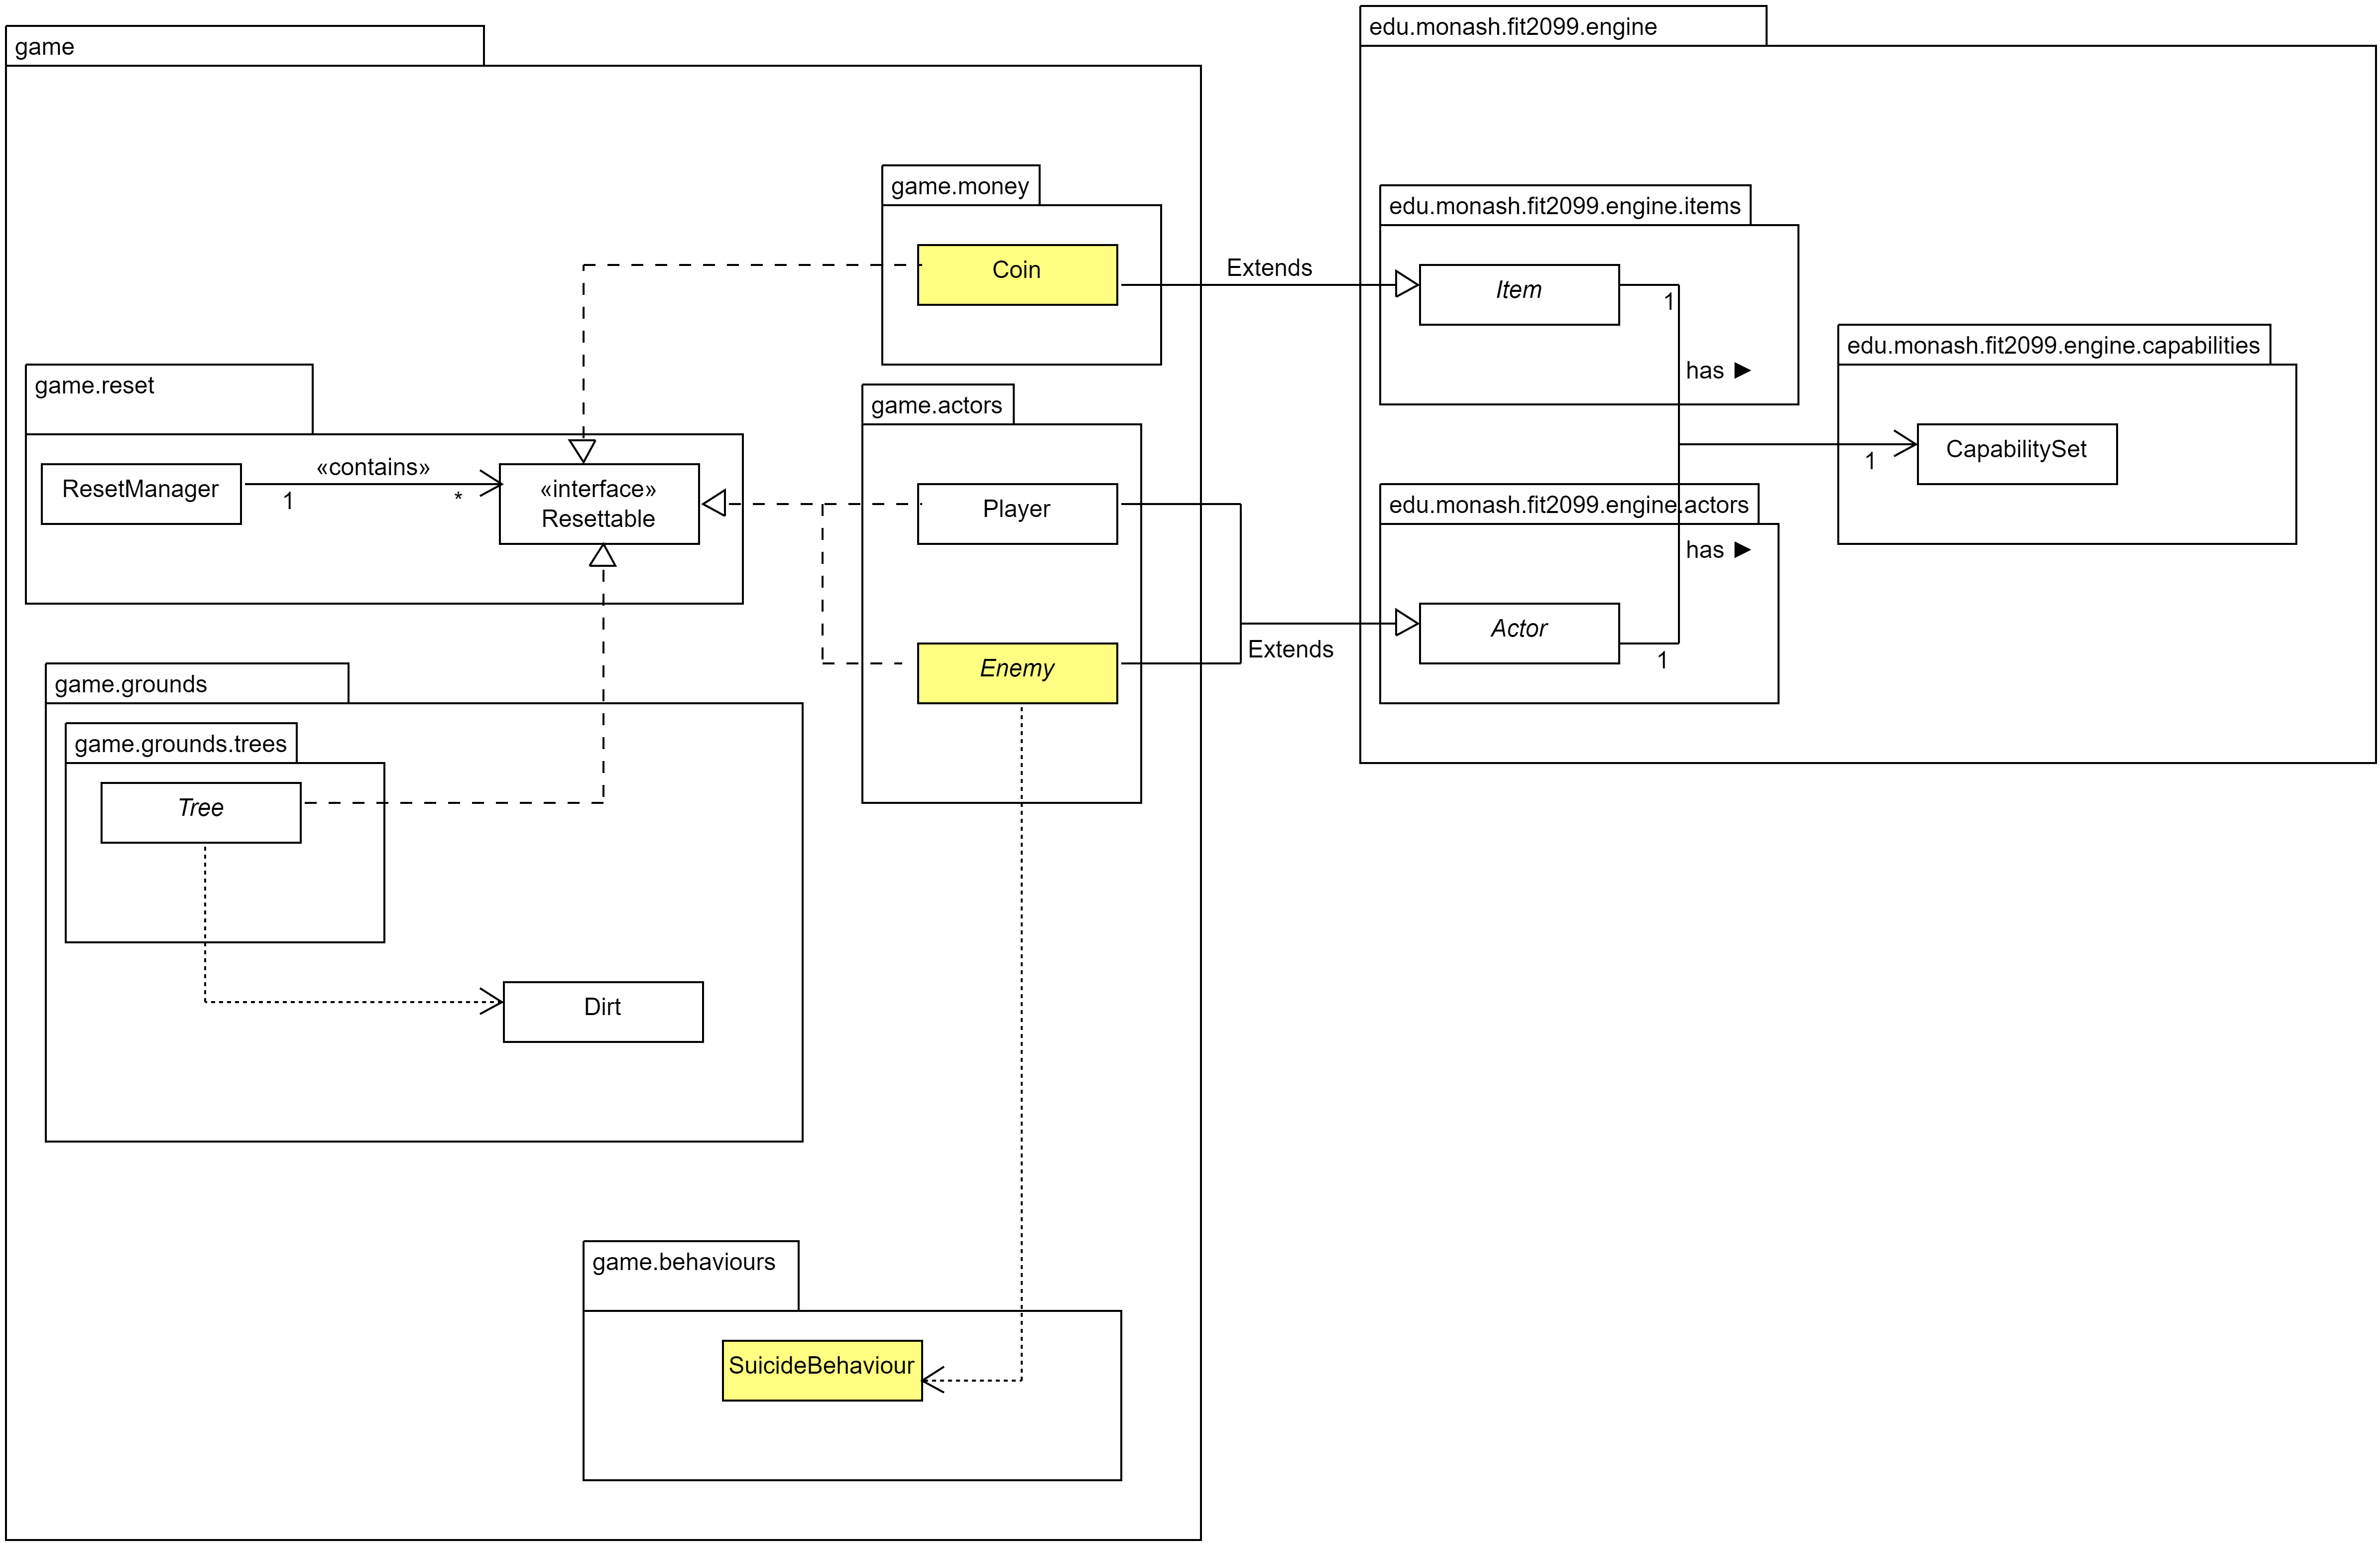 game
edu.monash.fit2099.engine
game.money
edu.monash.fit2099.engine.items
Coin
Extends
Item
1
has ►
edu.monash.fit2099.engine.capabilities
game.reset
game.actors
ResetManager
«contains»
1
*
«interface»
Resettable
Player
1
CapabilitySet
edu.monash.fit2099.engine.actors
has ►
Enemy
Extends
Actor
1
game.grounds
game.grounds.trees
Tree
Dirt
game.behaviours
SuicideBehaviour